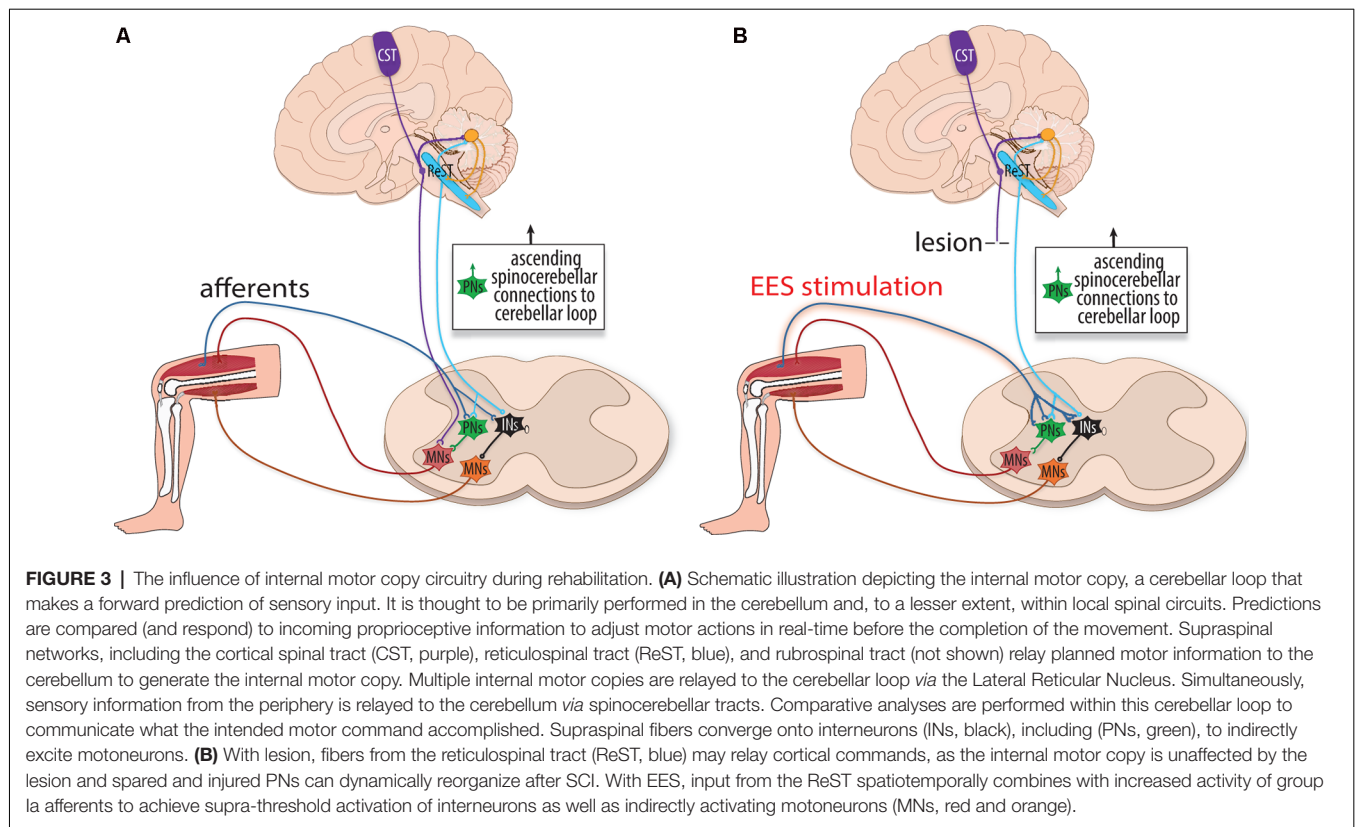 A
CST
ReST
PNs
ascending
spinocerebellar
connections to
cerebellar loop
afferents
PNs
INs
MNs
MNs
B
CST
ReST
lesion
PNs
ascending
spinocerebellar
connections to
cerebellar loop
EES stimulation
PNs
INs
MNs
MNs
FIGURE 3 | The influence of internal motor copy circuitry during rehabilitation. (A) Schematic illustration depicting the internal motor copy, a cerebellar loop that
makes a forward prediction of sensory input. It is thought to be primarily performed in the cerebellum and, to a lesser extent, within local spinal circuits. Predictions
are compared (and respond) to incoming proprioceptive information to adjust motor actions in real-time before the completion of the movement. Supraspinal
networks, including the cortical spinal tract (CST, purple), reticulospinal tract (ReST, blue), and rubrospinal tract (not shown) relay planned motor information to the
cerebellum to generate the internal motor copy. Multiple internal motor copies are relayed to the cerebellar loop via the Lateral Reticular Nucleus. Simultaneously,
sensory information from the periphery is relayed to the cerebellum via spinocerebellar tracts. Comparative analyses are performed within this cerebellar loop to
communicate what the intended motor command accomplished. Supraspinal fibers converge onto interneurons (INs, black), including (PNs, green), to indirectly
excite motoneurons. (B) With lesion, fibers from the reticulospinal tract (ReST, blue) may relay cortical commands, as the internal motor copy is unaffected by the
lesion and spared and injured PNs can dynamically reorganize after SCI. With EES, input from the ReST spatiotemporally combines with increased activity of group
Ia afferents to achieve supra-threshold activation of interneurons as well as indirectly activating motoneurons (MNs, red and orange).